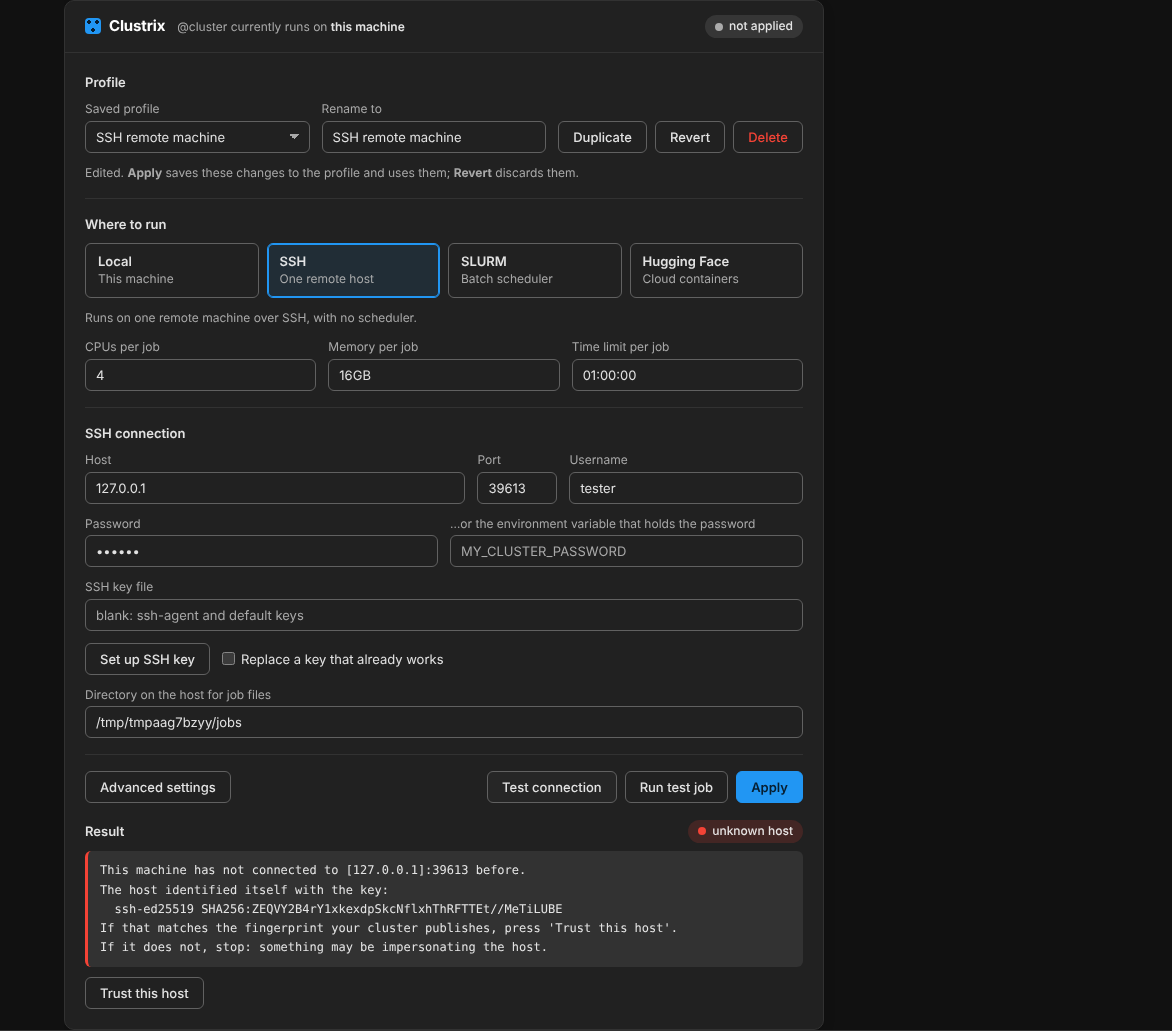 Clustrix @cluster currently runs on this machine not applied
Profile
Saved profile Rename to
SSH remote machine SSH remote machine Duplicate Revert Delete
Edited. Apply saves these changes to the profile and uses them; Revert discards them.
Where to run
Local SSH SLURM Hugging Face
This machine One remote host Batch scheduler Cloud containers
Runs on one remote machine over SSH, with no scheduler.
CPUs per job Memory per job Time limit per job
4 16GB 01:00:00
SSH connection
Host Port Username
127.0.0.1 39613 tester
Password ...or the environment variable that holds the password
•••••• MY_CLUSTER_PASSWORD
SSH key file
blank: ssh-agent and default keys
Set up SSH key Replace a key that already works
Directory on the host for job files
/tmp/tmpaag7bzyy/jobs
Advanced settings Test connection Run test job Apply
Result unknown host
This machine has not connected to [127.0.0.1]:39613 before.
The host identified itself with the key:
ssh-ed25519 SHA256:ZEQVY2B4rY1xkexdpSkcNflxhThRFTTEt//MeTiLUBE
If that matches the fingerprint your cluster publishes, press 'Trust this host'.
If it does not, stop: something may be impersonating the host.
Trust this host